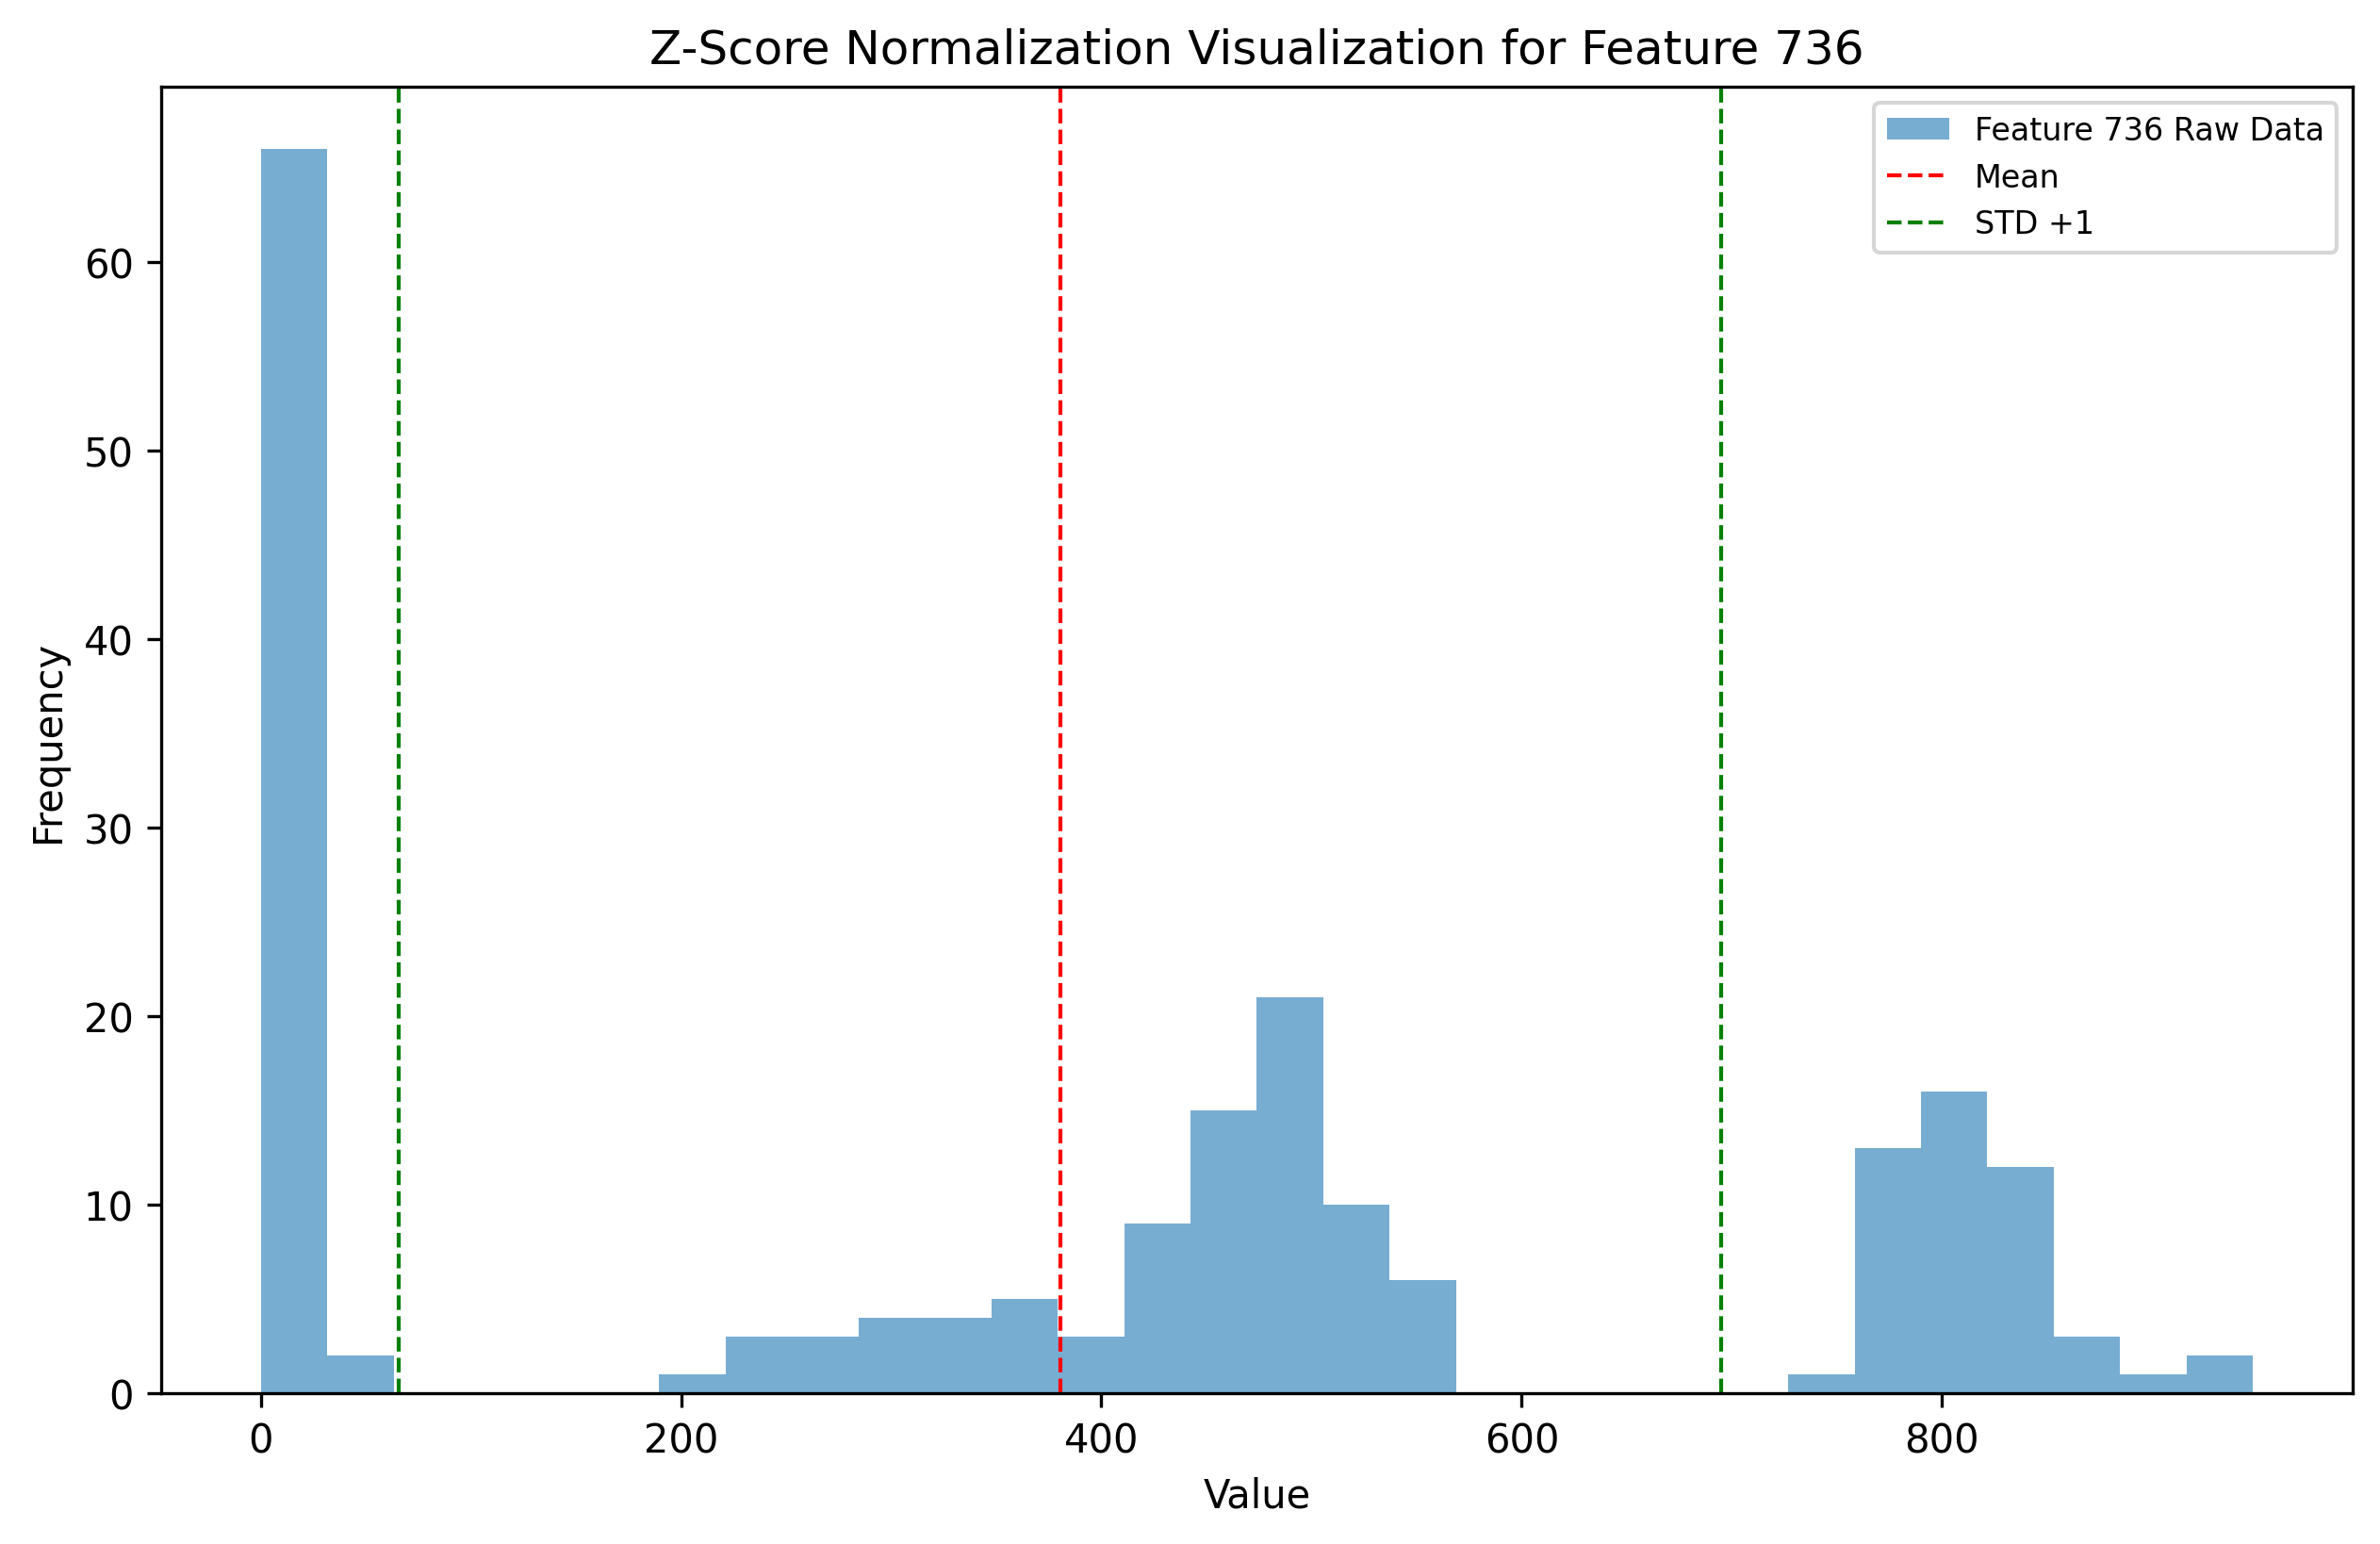 Z-Score Normalization Visualization for Feature 736
Feature 736 Raw Data
Mean
STD +1
60
50
40
30
20
10
0
Frequency
0 200 400 600 800
Value